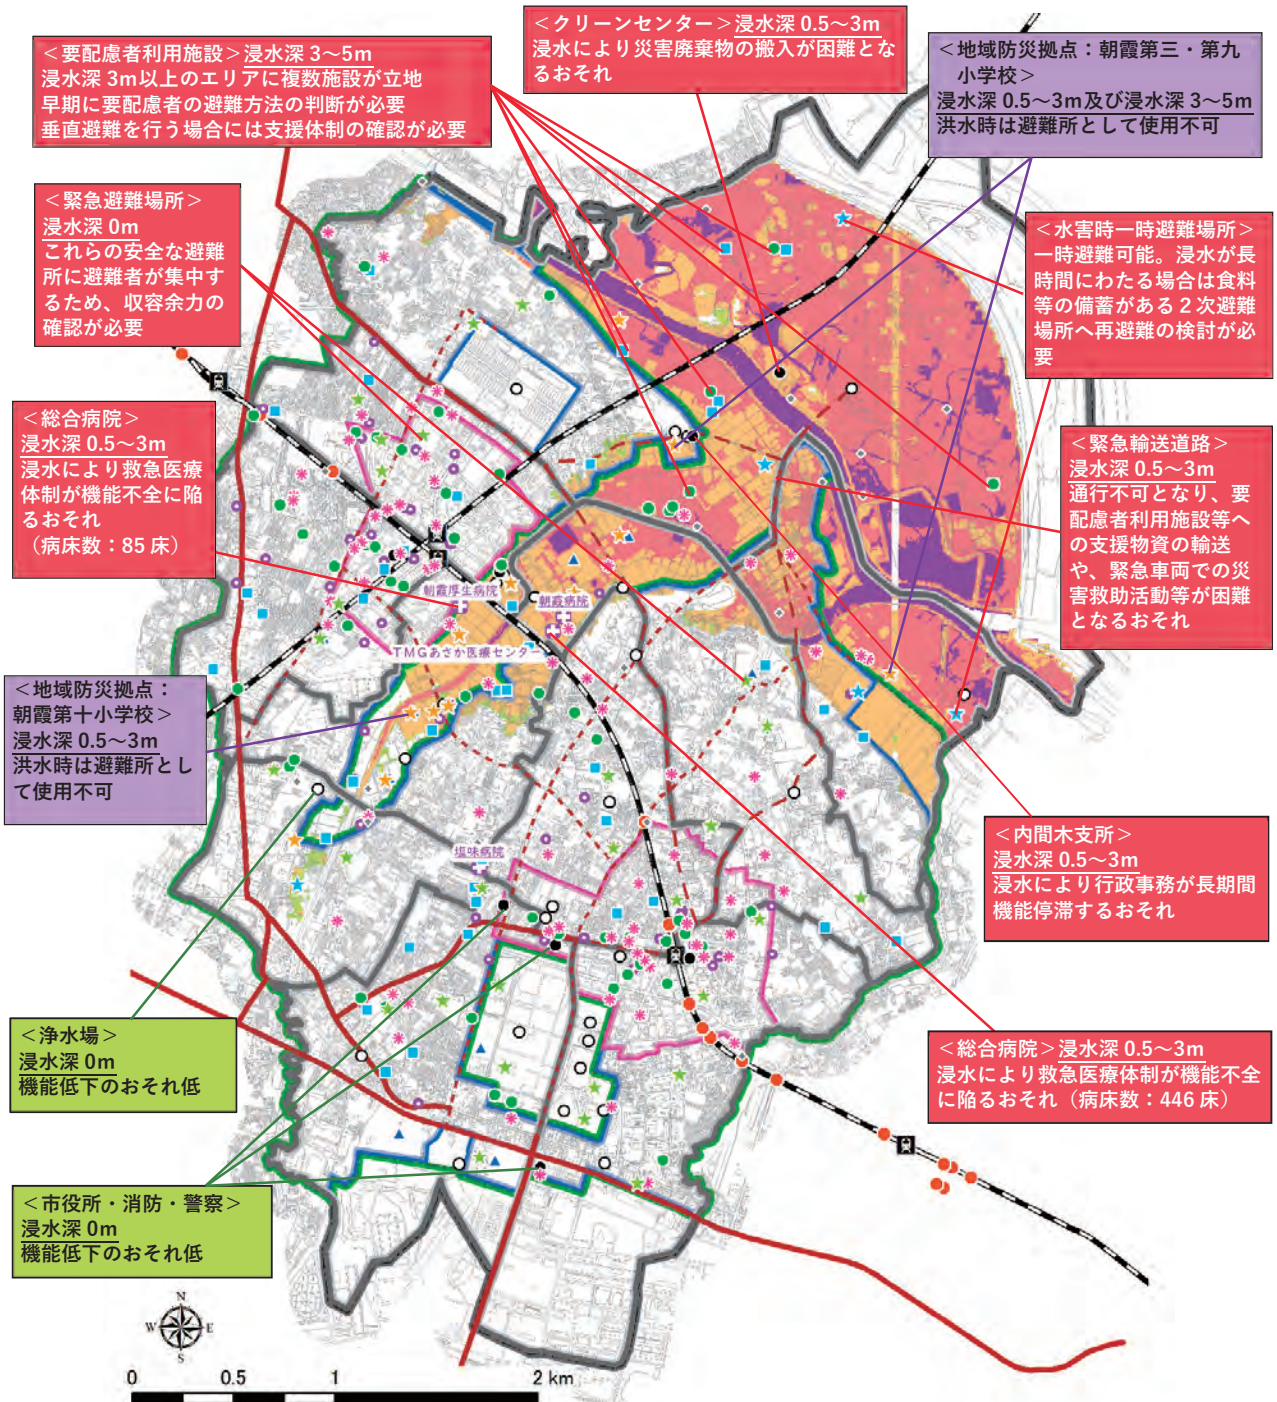 ＜要配慮者利用施設＞浸水深 3～5m
浸水深 3m以上のエリアに複数施設が立地
早期に要配慮者の避難方法の判断が必要
垂直避難を行う場合には支援体制の確認が必要
＜クリーンセンター＞浸水深 0.5～3m
浸水により災害廃棄物の搬入が困難とな
るおそれ
＜地域防災拠点：朝霞第三・第九
小学校＞
浸水深 0.5～3m及び浸水深 3～5m
洪水時は避難所として使用不可
＜緊急避難場所＞
浸水深 0m
これらの安全な避難
所に避難者が集中す
るため、収容余力の
確認が必要
＜水害時一時避難場所＞
一時避難可能。浸水が長
時間にわたる場合は食料
等の備蓄がある２次避難
場所へ再避難の検討が必
要
＜総合病院＞
浸水深 0.5～3m
浸水により救急医療
体制が機能不全に陥
るおそれ
（病床数：85 床）
＜緊急輸送道路＞
浸水深 0.5～3m
通行不可となり、要
配慮者利用施設等へ
の支援物資の輸送
や、緊急車両での災
害救助活動等が困難
となるおそれ
朝霞厚生病院
朝霞病院
TMGあさか医療センター
＜地域防災拠点：
朝霞第十小学校＞
浸水深 0.5～3m
洪水時は避難所とし
て使用不可
塩味病院
＜内間木支所＞
浸水深 0.5～3m
浸水により行政事務が長期間
機能停滞するおそれ
＜浄水場＞
浸水深 0m
機能低下のおそれ低
＜総合病院＞浸水深 0.5～3m
浸水により救急医療体制が機能不全
に陥るおそれ（病床数：446 床）
＜市役所・消防・警察＞
浸水深 0m
機能低下のおそれ低
N
W E
S
0 0.5 1 2 km